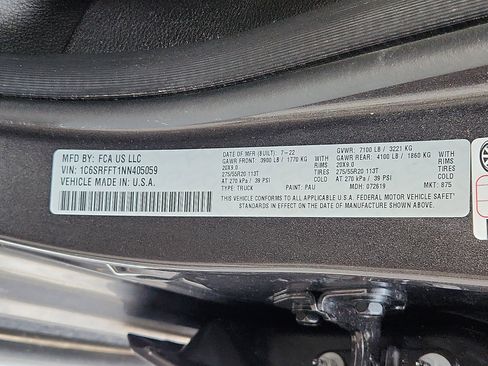 MFD BY: FCA US LLC
VIN: 1C6SRFFT1NN405059
VEHICLE MADE IN U.S.A.
DATE OF MFR (BUILT): 7-22
GAWR FRONT: 3900 LB / 1770 KG
WITH
20X9.0 RIMS
275/55R20 113T TIRES
AT 270 kPa / 39 PSI COLD
TYPE: TRUCK PAINT: PAU
GVWR: 7100 LB / 3221 KG
GAWR REAR: 4100 LB / 1860 KG
WITH
20X9.0 RIMS
275/55R20 113T TIRES
AT 270 kPa / 39 PSI COLD
MDH: 072619 MKT: 875
THIS VEHICLE CONFORMS TO ALL APPLICABLE U.S.A. FEDERAL MOTOR VEHICLE SAFETY
STANDARDS IN EFFECT ON THE DATE OF MANUFACTURE SHOWN ABOVE.